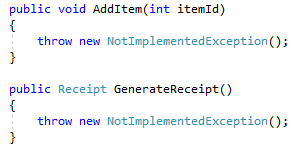 public void AddItem(int itemId)
{
    throw new NotImplementedException();
}
public Receipt GenerateReceipt()
{
    throw new NotImplementedException();
}